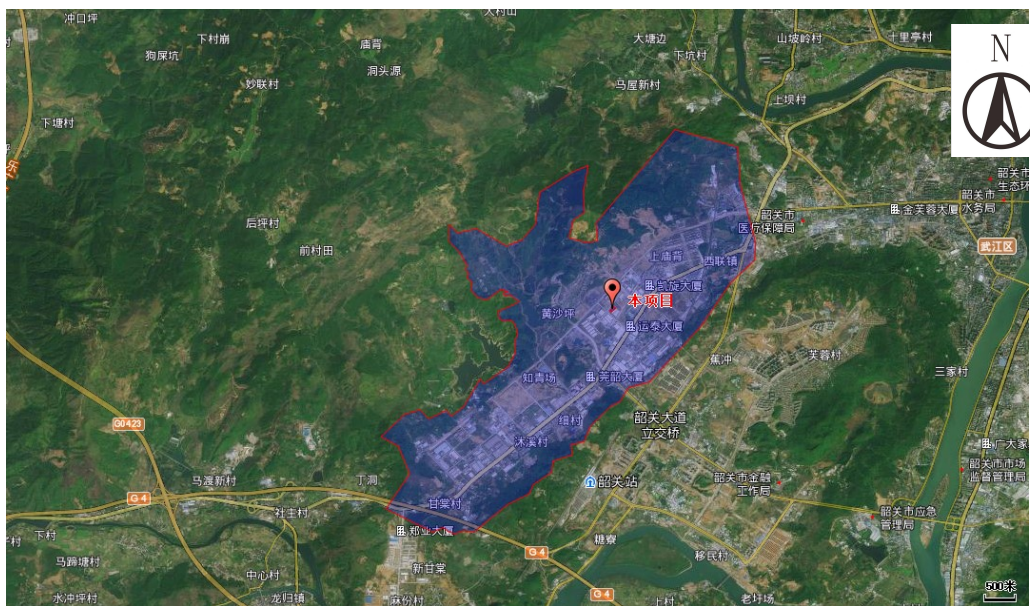 冲口坪
大村山
下村崩
庙背
大塘边
山坡岭村
十里亭村
狗屎坑
洞头源
下坑村
N
妙联村
马屋新村
上坝村
下塘村
乐
韶关市
生态环
韶关市
水务局
金芙蓉大厦
韶关市
医疗保障局
后坪村
前村田
武江区
上庙背
西联镇
凯旋大厦
本项目
黄沙坪
运泰大厦
蕉冲
芙蓉村
三家村
知青场
莞韶大厦
细村
韶关大道
立交桥
G0423
沐溪村
广大家
韶关市市场
监督管理局
马渡新村
丁洞
韶关站
韶关市金融
工作局
G4
甘棠村
社主村
韶关市应急
管理局
下村
郑业大厦
马蹄塘村
G4
移民村
中心村
新甘棠
500米
水冲坪村
龙归镇
麻份村
G4
上村
老圩场